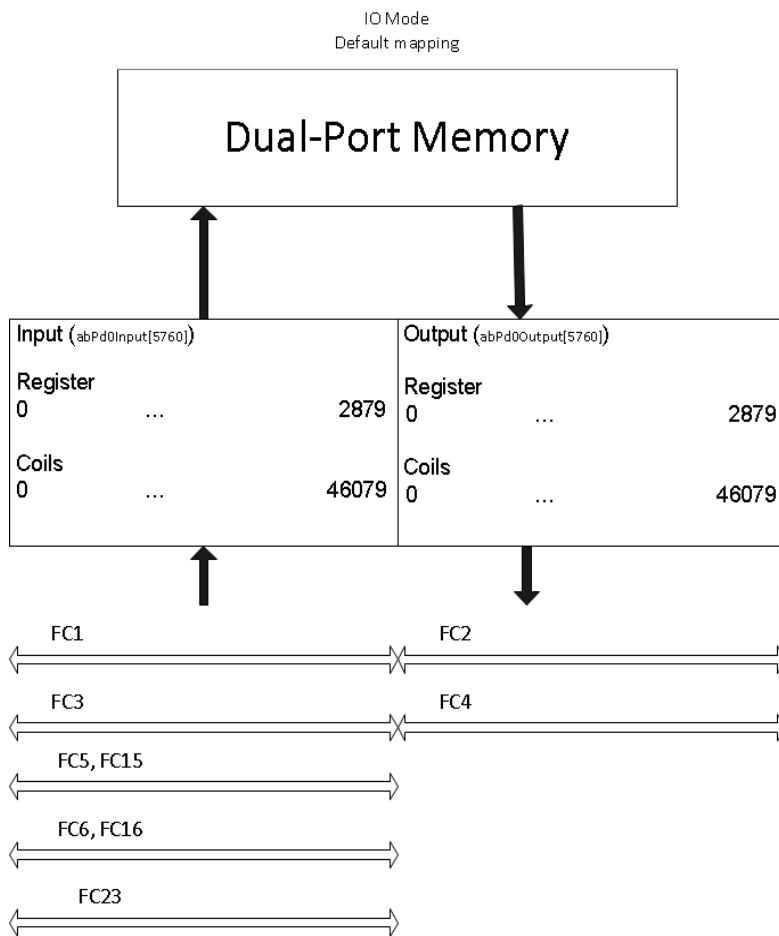 IO Mode
Default mapping
Dual-Port Memory
Input (abPd0Input[5760])
Register
0 ... 2879
Coils
0 ... 46079
Output (abPd0Output[5760])
Register
0 ... 2879
Coils
0 ... 46079
FC1
FC2
FC3
FC4
FC5, FC15
FC6, FC16
FC23